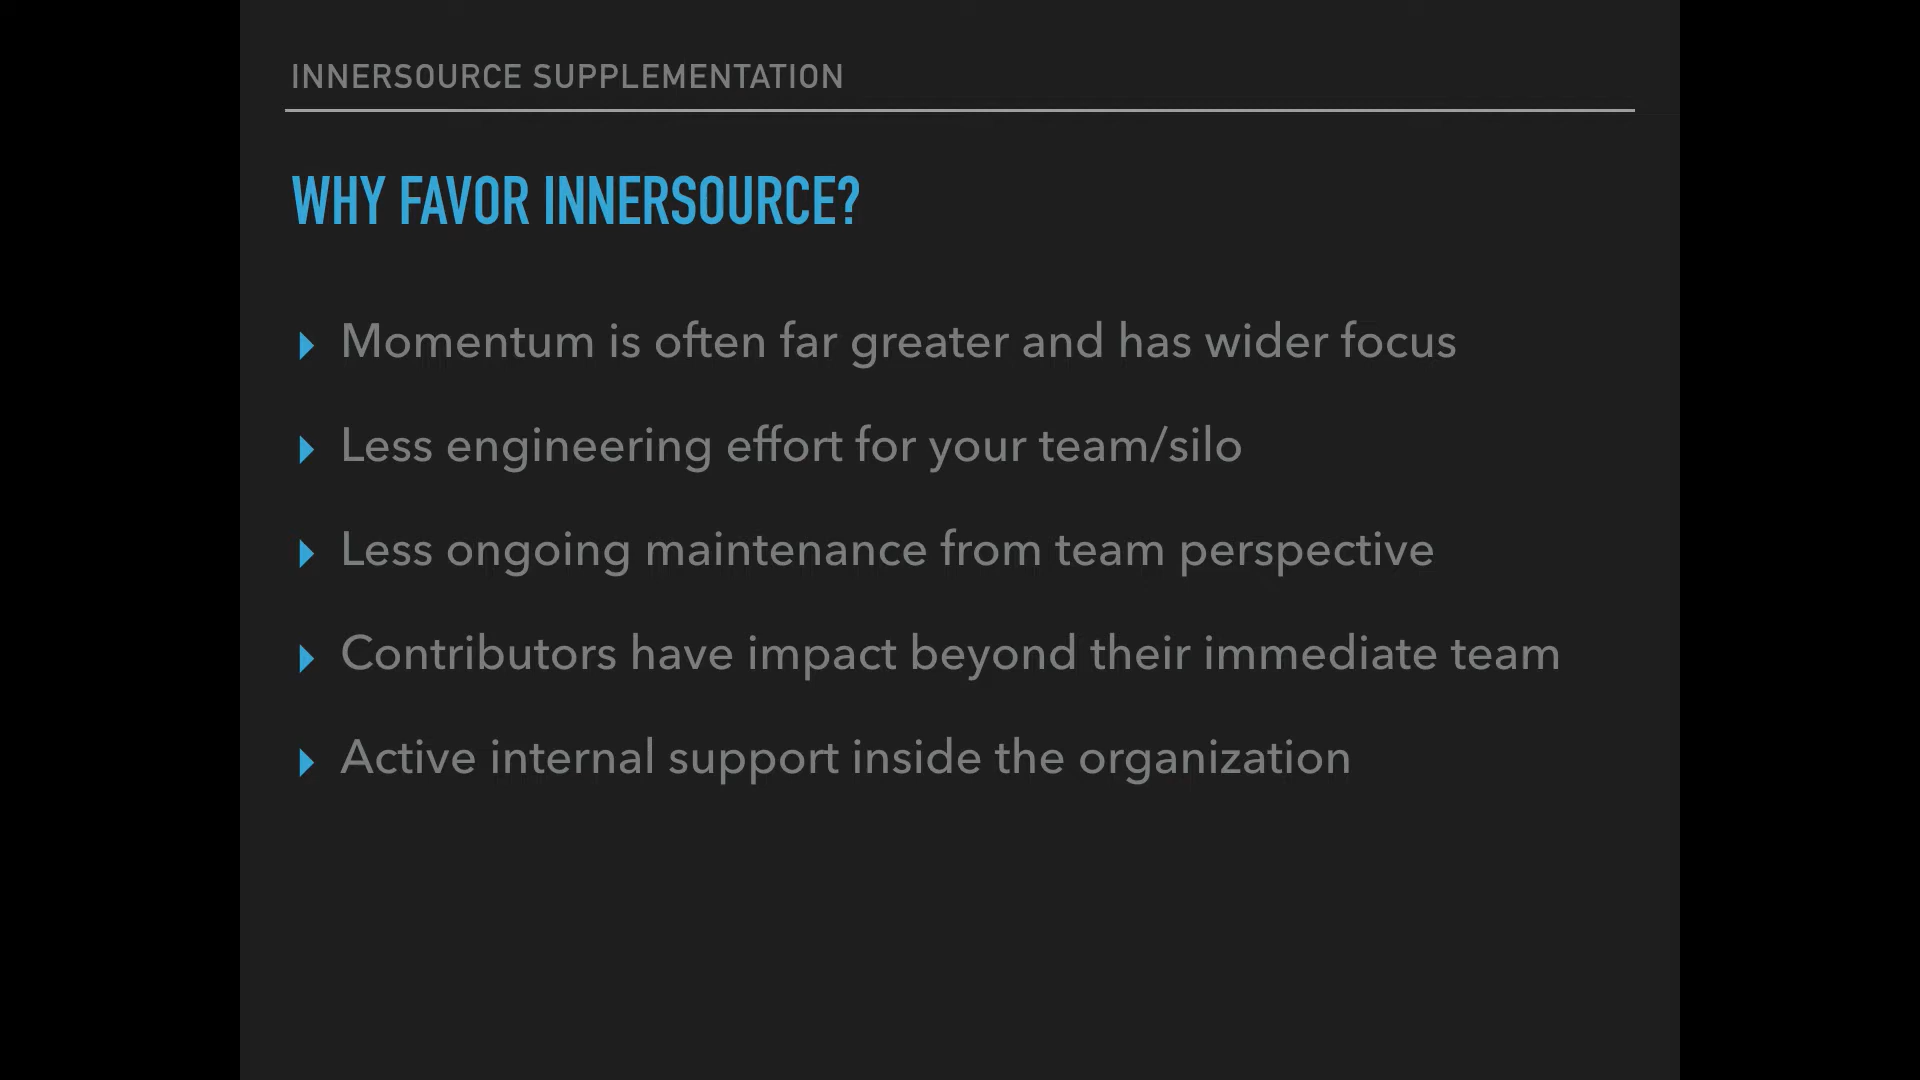 INNERSOURCE SUPPLEMENTATION
WHY FAVOR INNERSOURCE?
Momentum is often far greater and has wider focus
Less engineering effort for your team/silo
Less ongoing maintenance from team perspective
Contributors have impact beyond their immediate team
Active internal support inside the organization